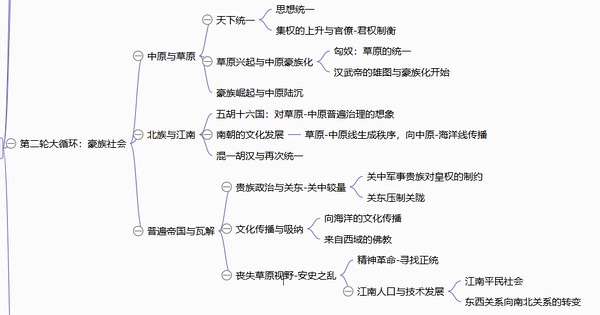 第二轮大循环：豪族社会
中原与草原
天下统一
思想统一
集权的上升与官僚-君权制衡
草原兴起与中原豪族化
匈奴：草原的统一
汉武帝的雄图与豪族化开始
豪族崛起与中原陆沉
北族与江南
五胡十六国：对草原-中原普遍治理的想象
南朝的文化发展
草原-中原线生成秩序，向中原-海洋线传播
混一胡汉与再次统一
普遍帝国与瓦解
贵族政治与关东-关中较量
关中军事贵族对皇权的制约
关东压制关陇
文化传播与吸纳
向海洋的文化传播
来自西域的佛教
丧失草原视野-安史之乱
精神革命-寻找正统
江南人口与技术发展
江南平民社会
东西关系向南北关系的转变